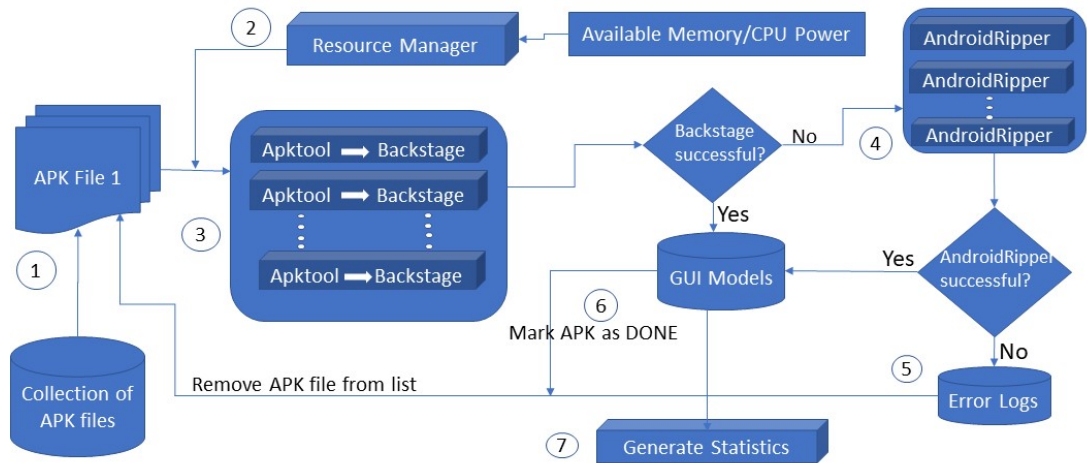 2
Resource Manager
Available Memory/CPU Power
AndroidRipper
AndroidRipper
AndroidRipper
4
APK File 1
Apktool Backstage
Apktool Backstage
Apktool Backstage
3
Backstage
successful?
No
Yes
GUI Models
AndroidRipper
successful?
Yes
No
1
6
Mark APK as DONE
5
Error Logs
Remove APK file from list
Collection of
APK files
7
Generate Statistics